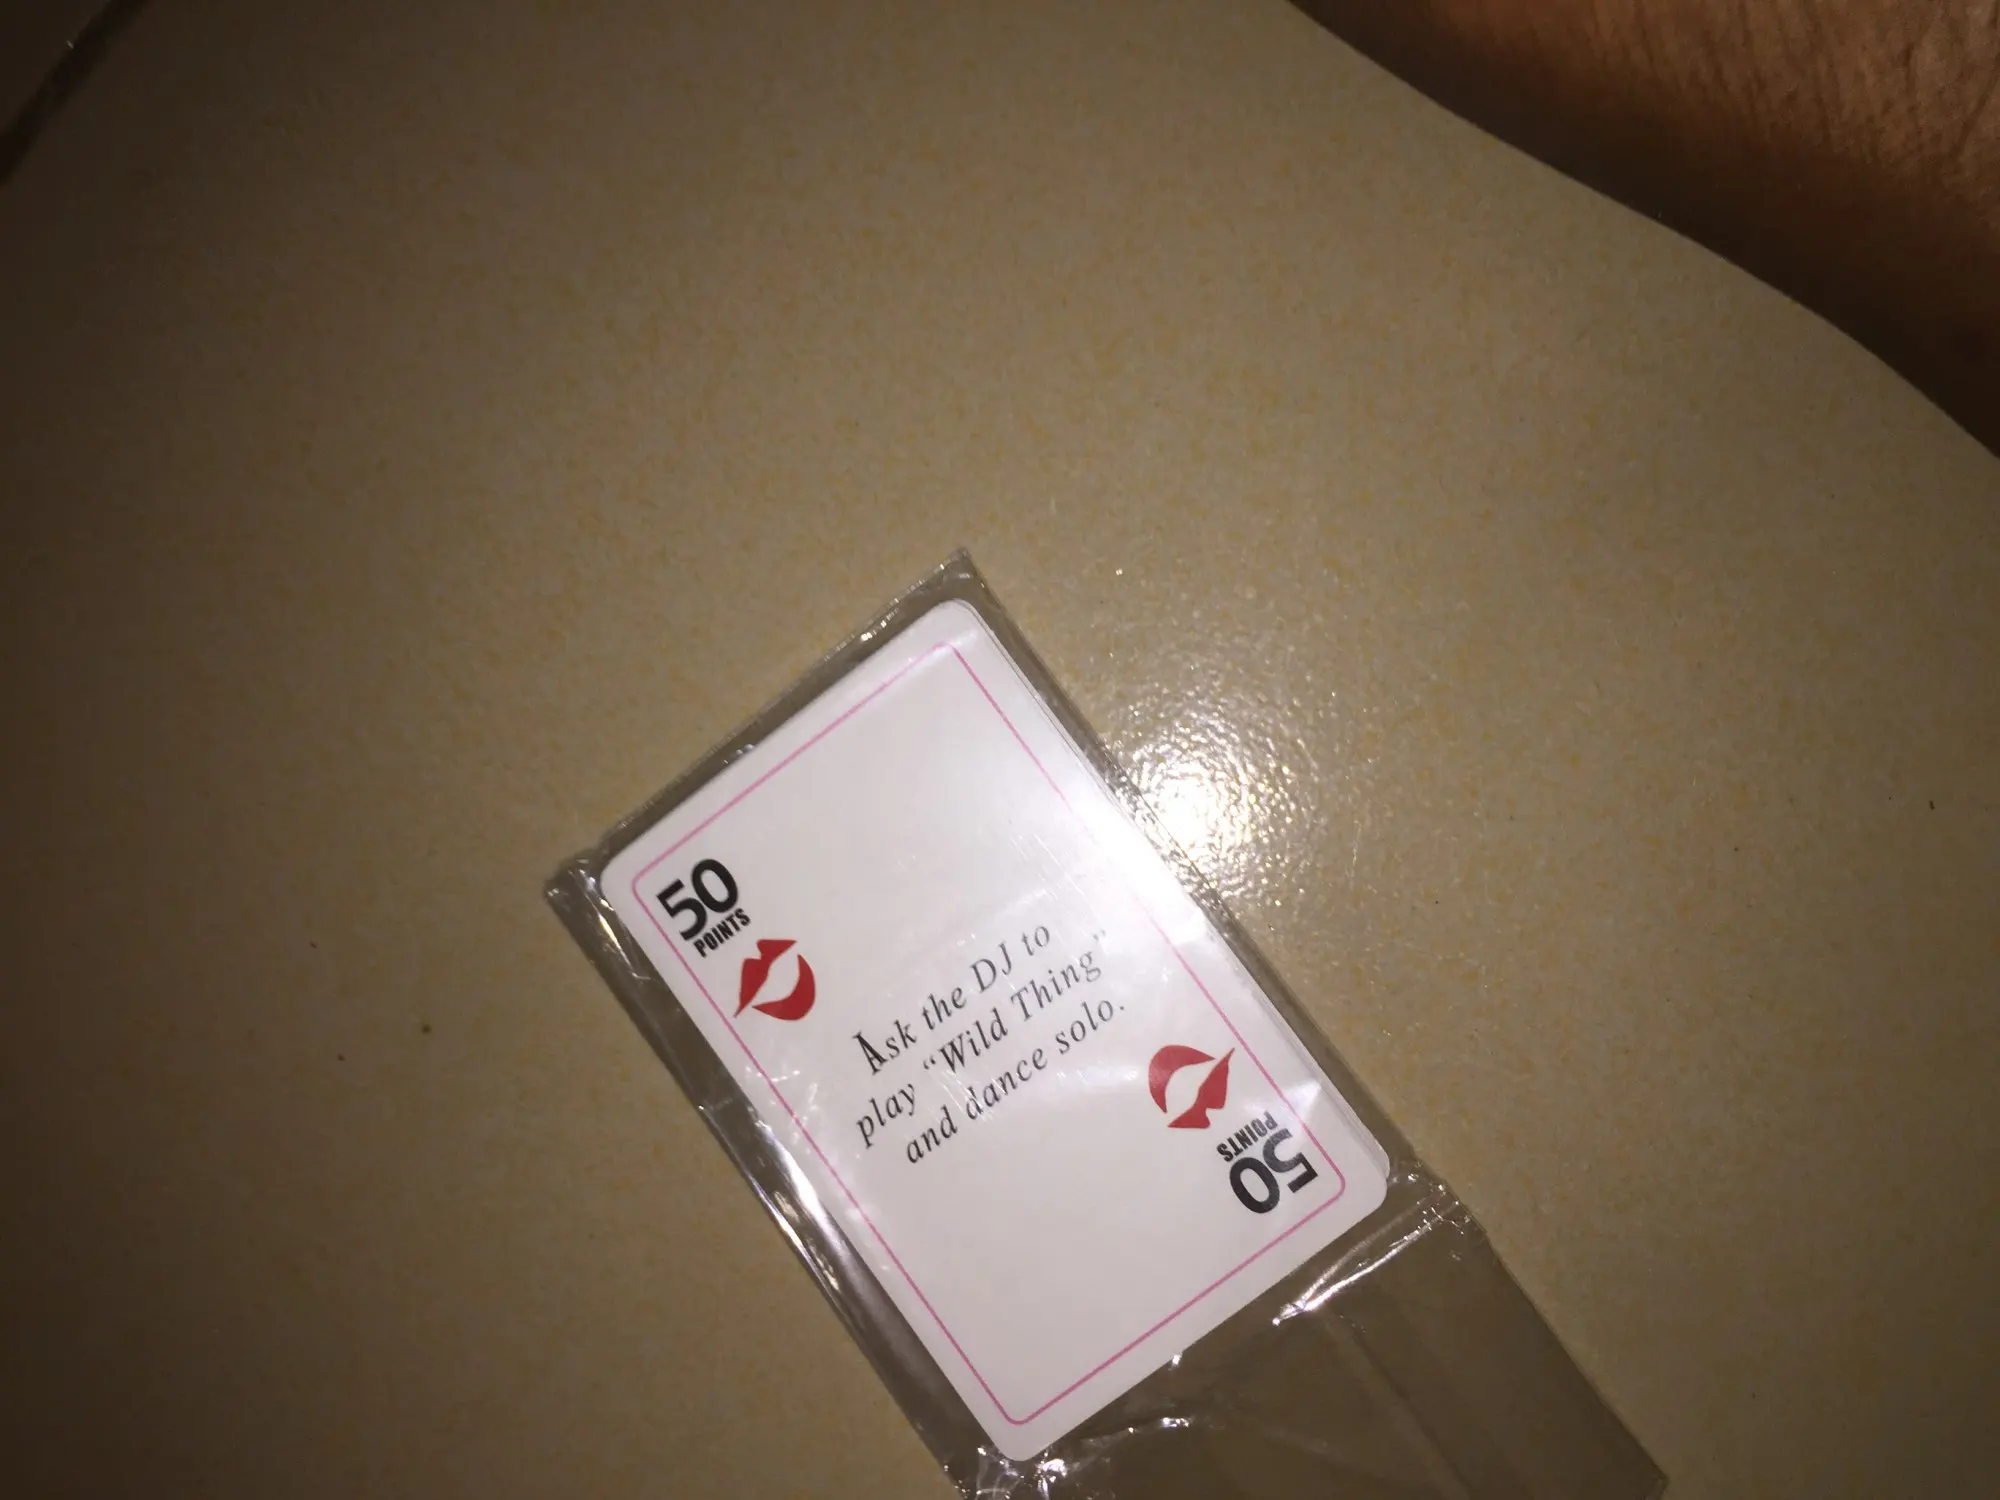 50
POINTS
Ask the DJ to
play “Wild Thing”
and dance solo.
50
POINTS